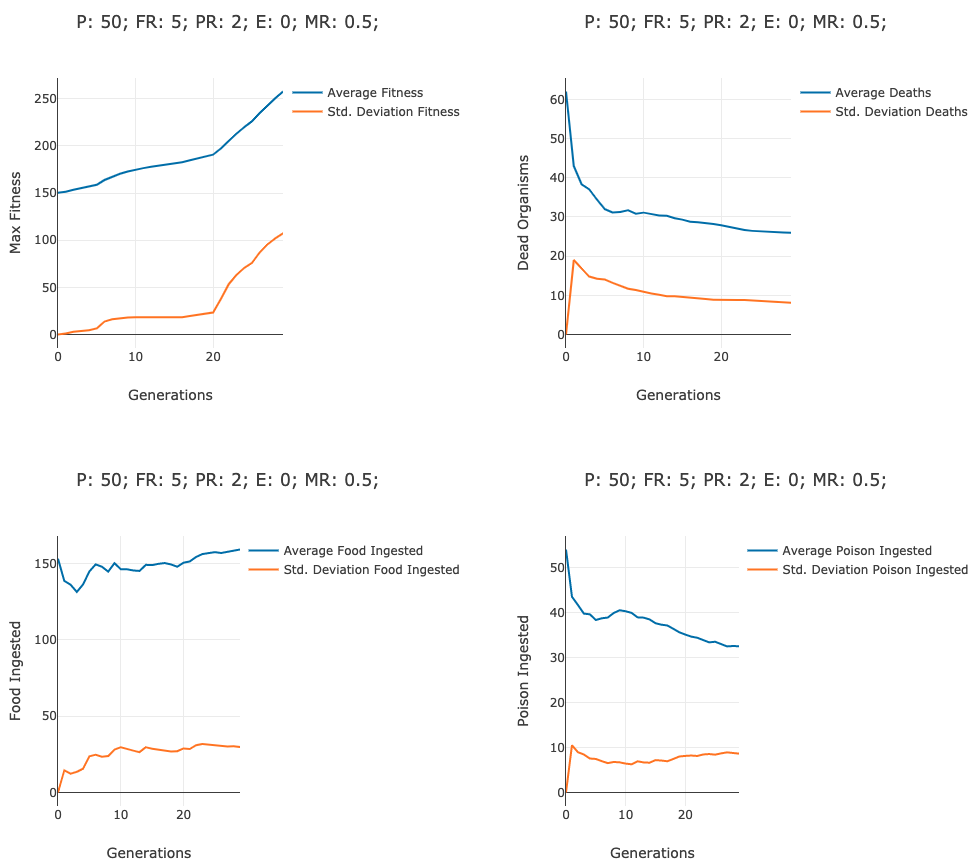 P: 50; FR: 5; PR: 2; E: 0; MR: 0.5;
250
200
150
100
50
0
0
10
20
Max Fitness
Generations
Average Fitness
Std. Deviation Fitness
P: 50; FR: 5; PR: 2; E: 0; MR: 0.5;
60
50
40
30
20
10
0
0
10
20
Dead Organisms
Generations
Average Deaths
Std. Deviation Deaths
P: 50; FR: 5; PR: 2; E: 0; MR: 0.5;
150
100
50
0
0
10
20
Food Ingested
Generations
Average Food Ingested
Std. Deviation Food Ingested
P: 50; FR: 5; PR: 2; E: 0; MR: 0.5;
50
40
30
20
10
0
0
10
20
Poison Ingested
Generations
Average Poison Ingested
Std. Deviation Poison Ingested